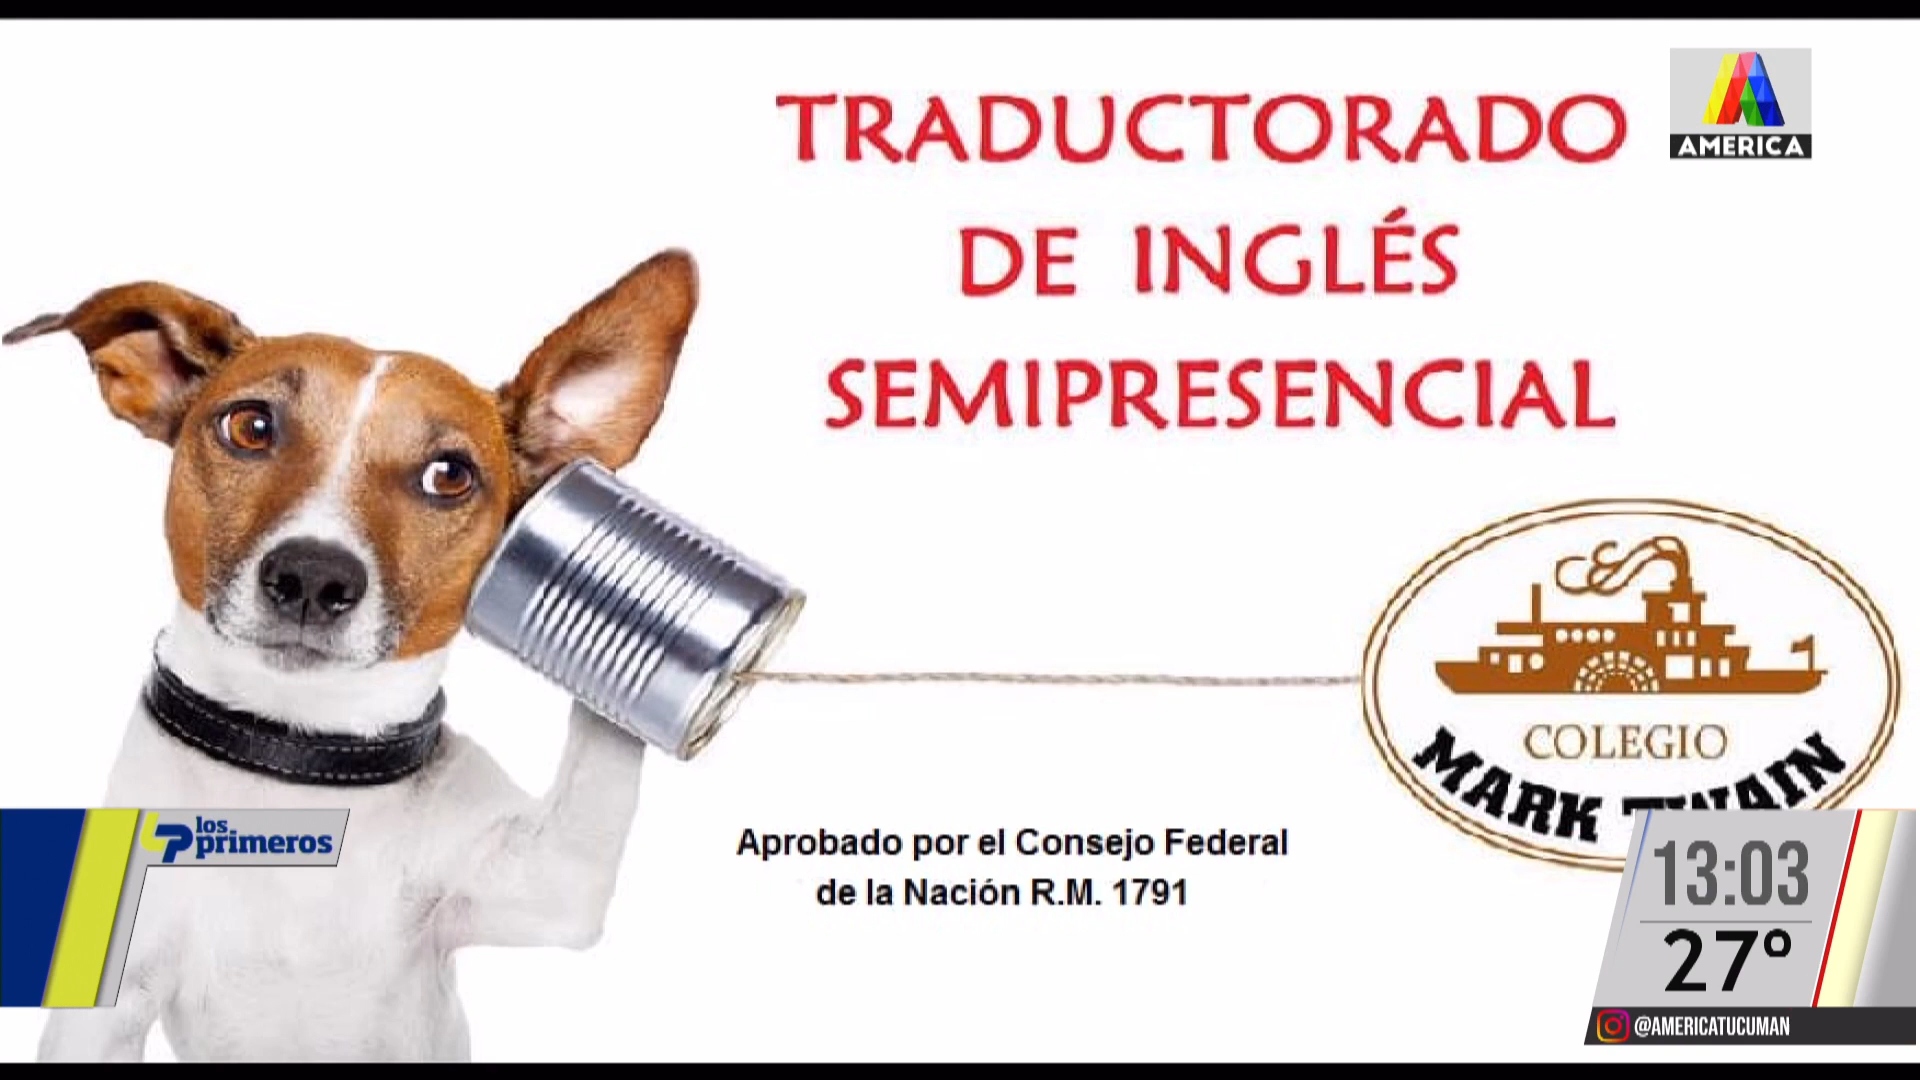 TRADUCTORADO
DE INGLÉS
SEMIPRESENCIAL
AMERICA
COLEGIO
MARK TWAIN
los
primeros
Aprobado por el Consejo Federal
de la Nación R.M. 1791
13:03
27°
@AMERICATUCUMAN